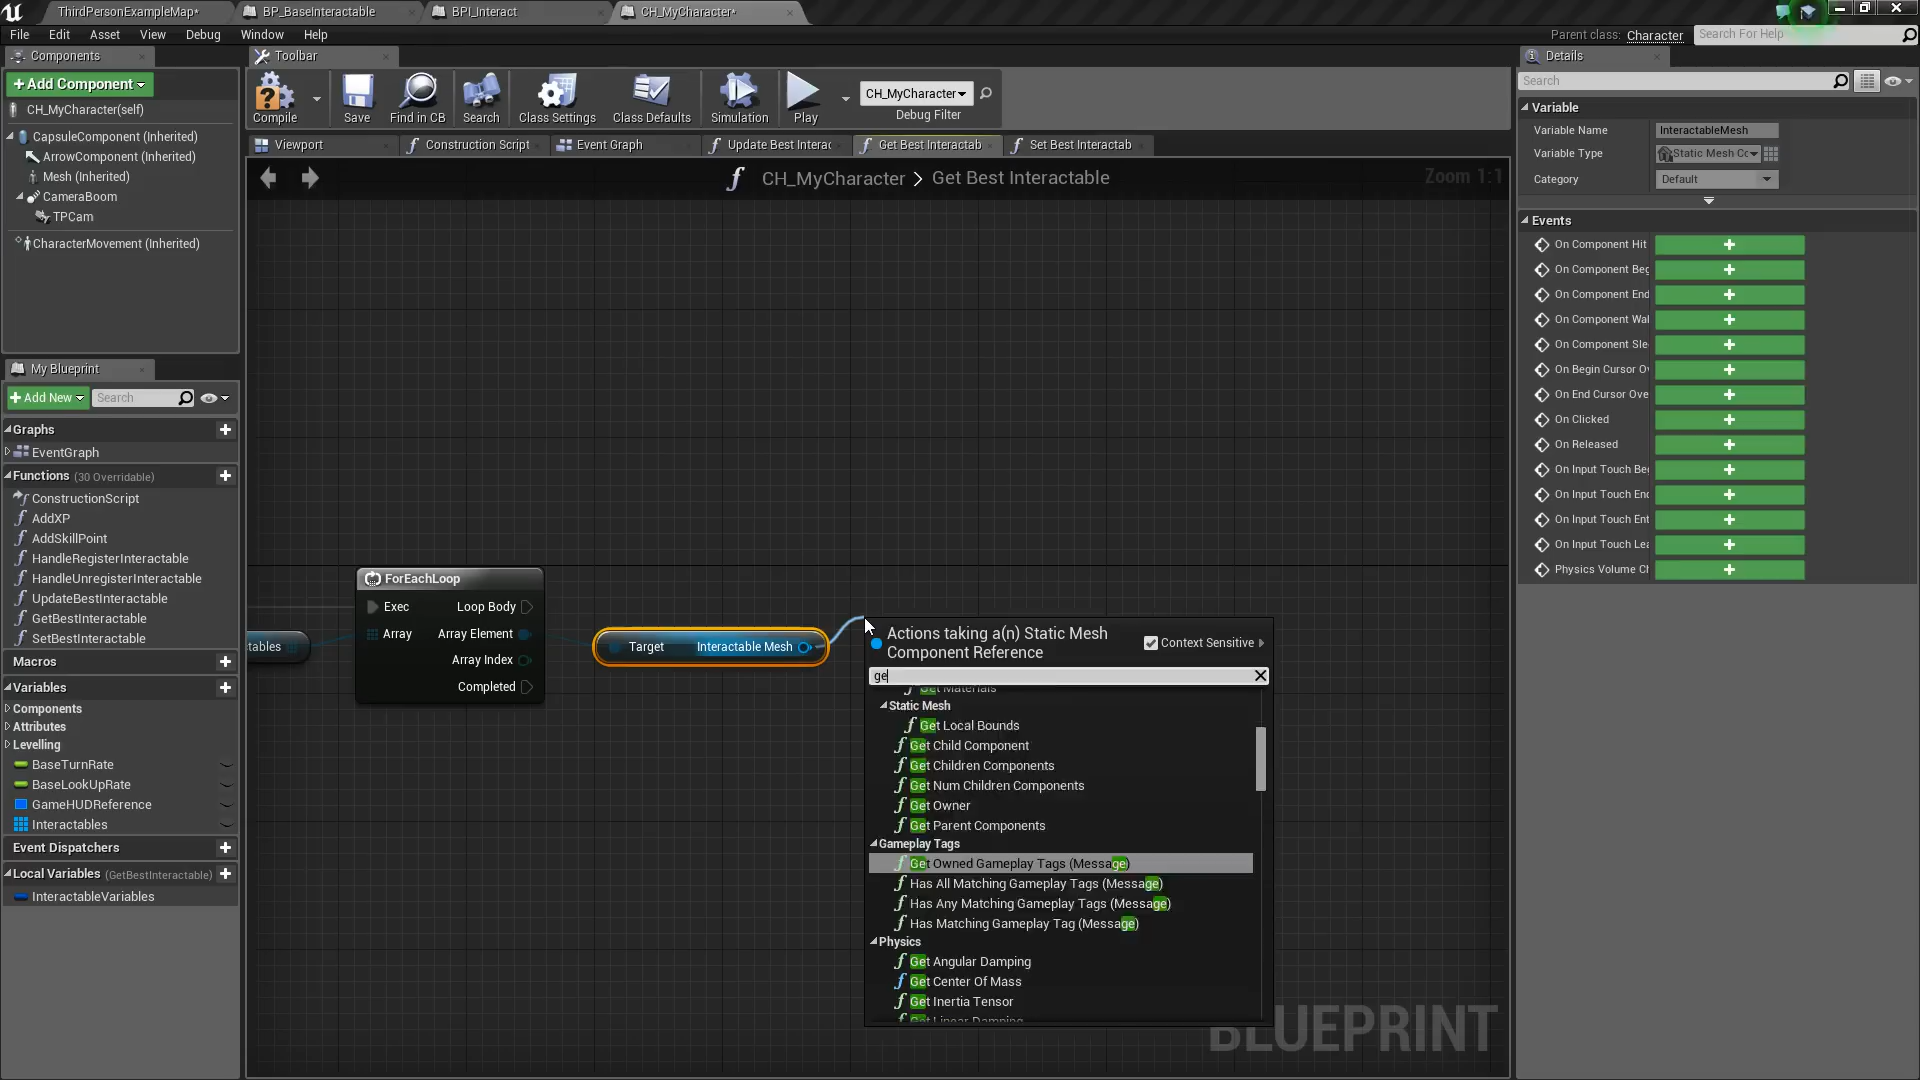 ThirdPersonExampleMap*
BP_BaseInteractable
BPI_Interact
CH_MyCharacter*
File Edit Asset View Debug Window Help
Parent class: Character
Search For Help
Components
Toolbar
Details
+Add Component
CH_MyCharacter(self)
CapsuleComponent (Inherited)
ArrowComponent (Inherited)
Mesh (Inherited)
CameraBoom
TPCam
CharacterMovement (Inherited)
Compile
Save
Find in CB
Search
Class Settings
Class Defaults
Simulation
Play
CH_MyCharacter
Debug Filter
Viewport
Construction Script
Event Graph
Update Best Interac
Get Best Interactab
Set Best Interactab
CH_MyCharacter > Get Best Interactable
Zoom 1:1
Search
Variable
Variable Name InteractableMesh
Variable Type Static Mesh Cc
Category Default
Events
On Component Hit
On Component Beg
On Component End
On Component Wal
On Component Sle
On Begin Cursor Ov
On End Cursor Ove
On Clicked
On Released
On Input Touch Beg
On Input Touch End
On Input Touch Ent
On Input Touch Lea
Physics Volume Ch
My Blueprint
+Add New
Search
Graphs
EventGraph
Functions (30 Overridable)
ConstructionScript
AddXP
AddSkillPoint
HandleRegisterInteractable
HandleUnregisterInteractable
UpdateBestInteractable
GetBestInteractable
SetBestInteractable
Macros
Variables
Components
Attributes
Levelling
BaseTurnRate
BaseLookUpRate
GameHUDReference
Interactables
Event Dispatchers
Local Variables (GetBestInteractable)
InteractableVariables
tables
ForEachLoop
Exec Loop Body
Array Array Element
Array Index
Completed
Target Interactable Mesh
Actions taking a(n) Static Mesh
Component Reference
Context Sensitive
ge
Get Materials
Static Mesh
Get Local Bounds
Get Child Component
Get Children Components
Get Num Children Components
Get Owner
Get Parent Components
Gameplay Tags
Get Owned Gameplay Tags (Message)
Has All Matching Gameplay Tags (Message)
Has Any Matching Gameplay Tags (Message)
Has Matching Gameplay Tag (Message)
Physics
Get Angular Damping
Get Center Of Mass
Get Inertia Tensor
Get Linear Damping
BLUEPRINT